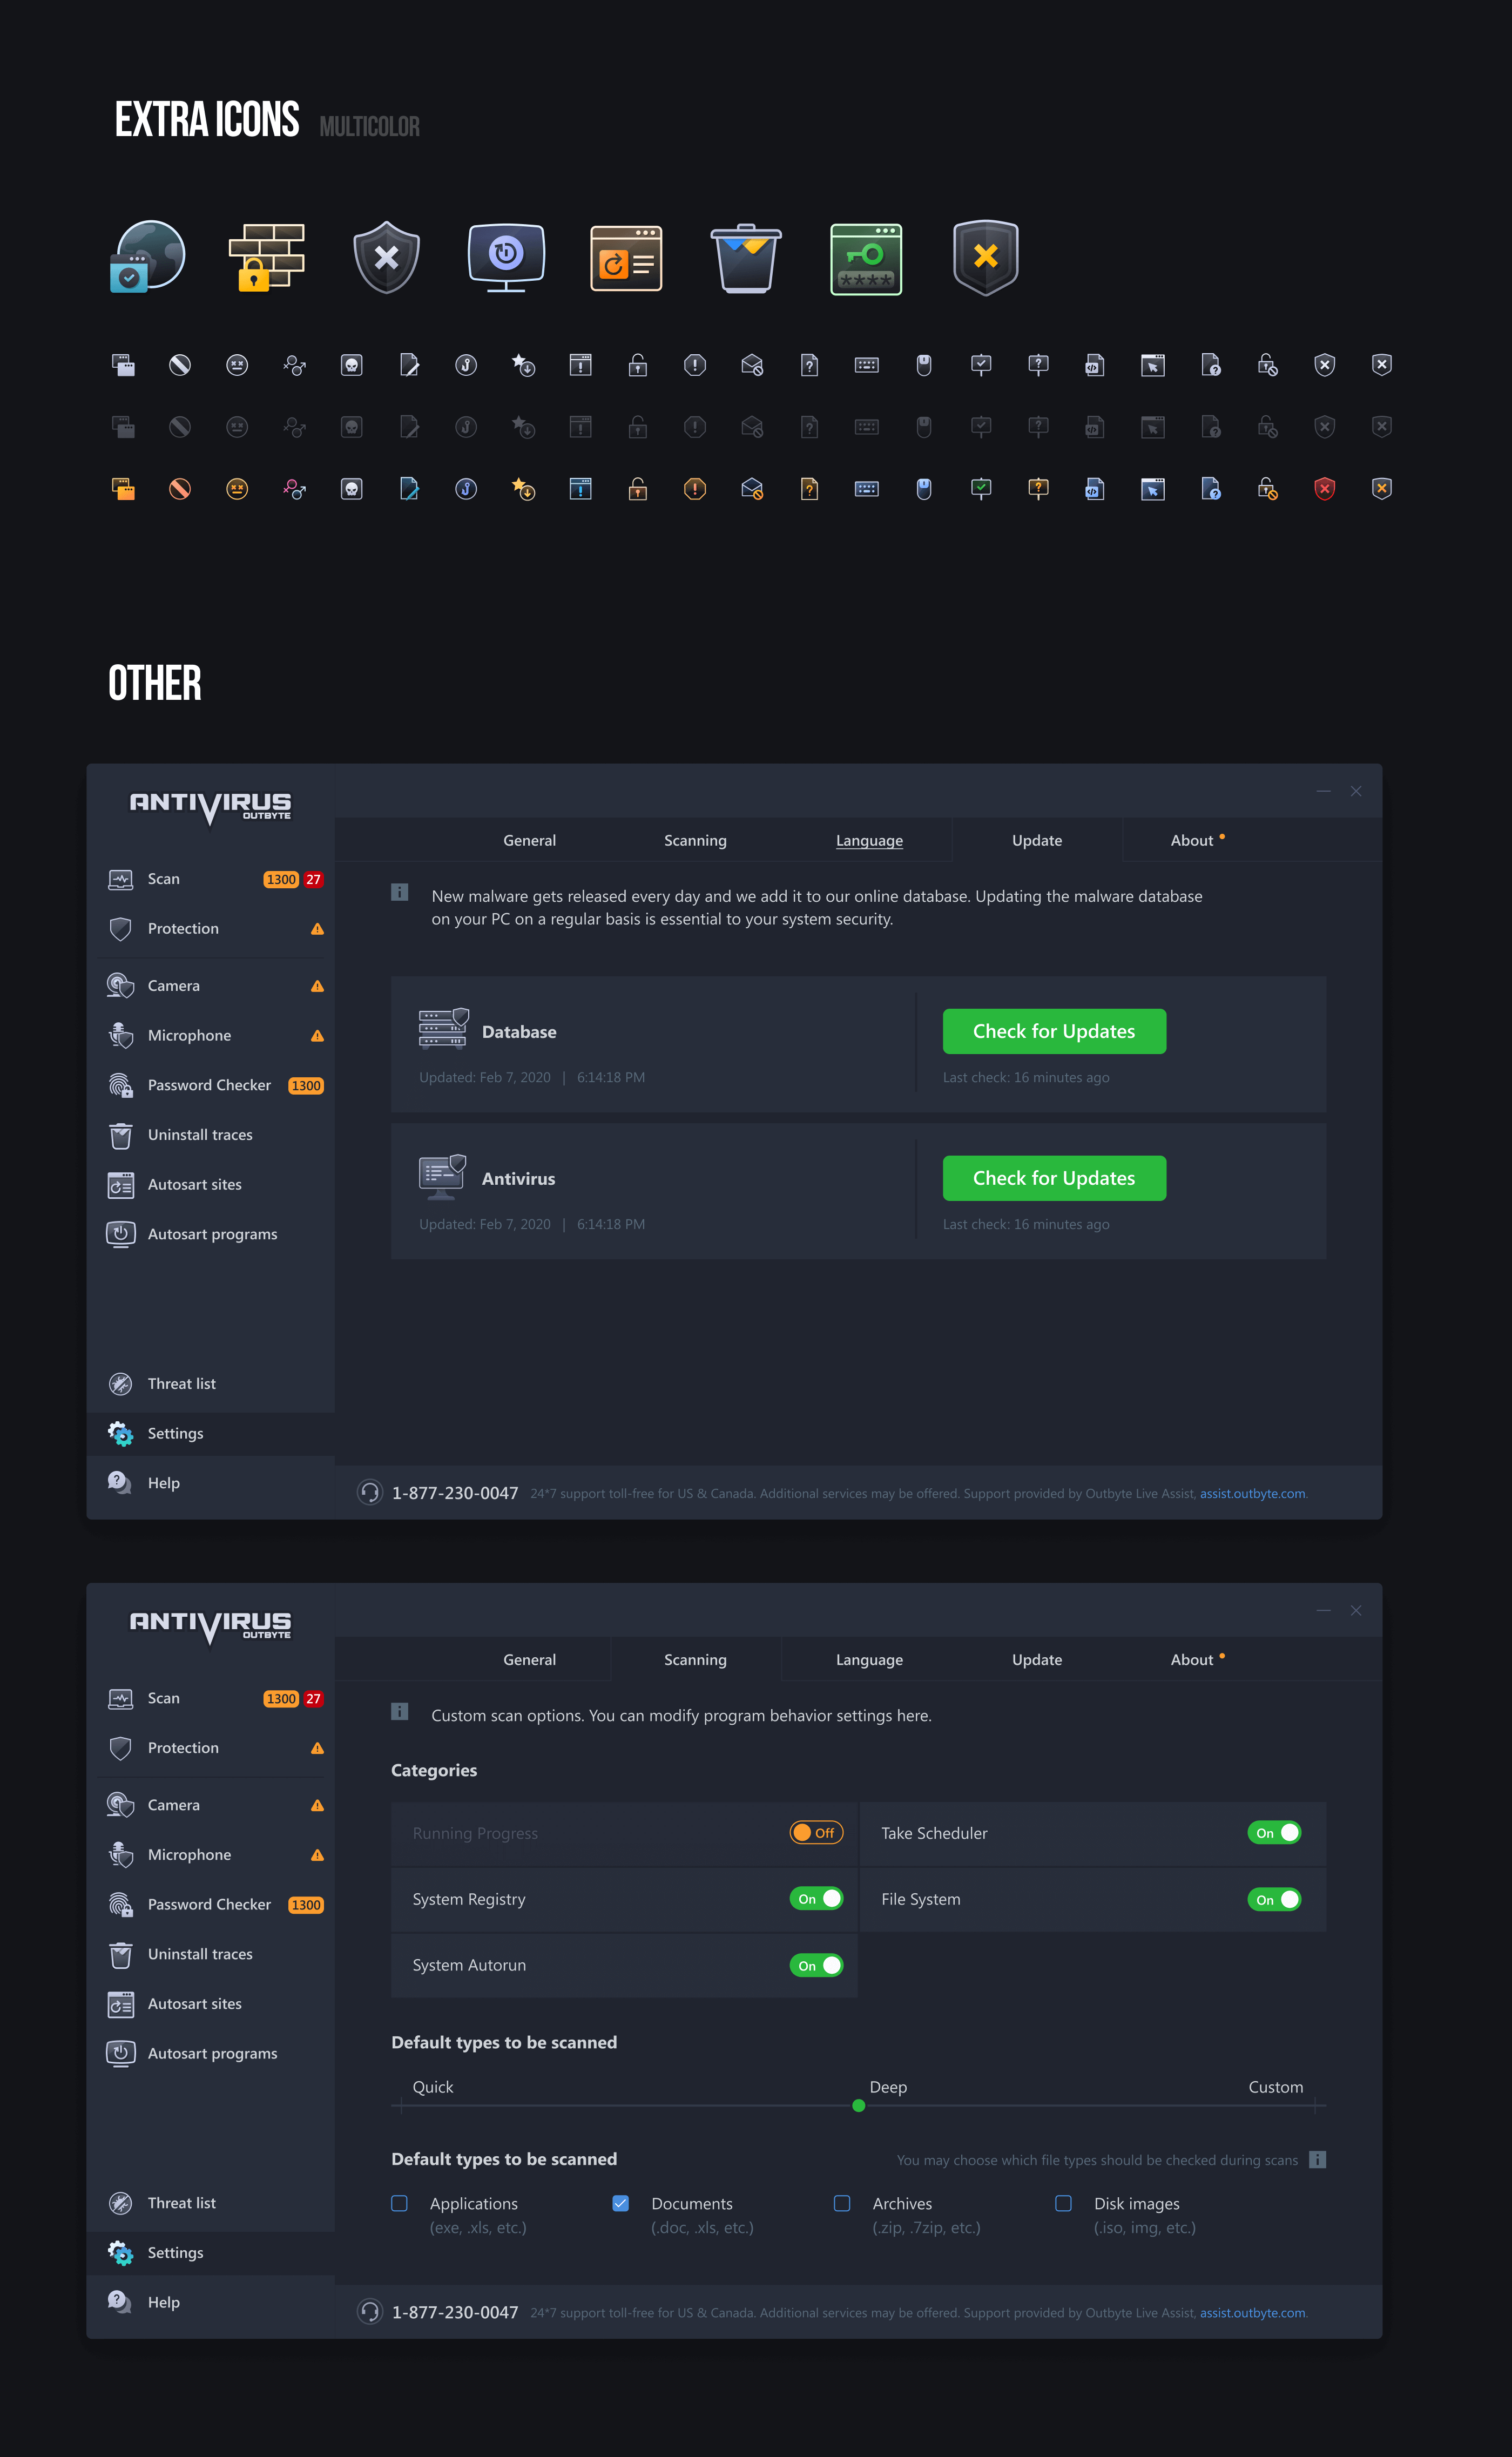 EXTRA ICONS MULTICOLOR
OTHER
ANTIVIRUS
OUTBYTE
Scan 1300 27
Protection
Camera
Microphone
Password Checker 1300
Uninstall traces
Autosart sites
Autosart programs
Threat list
Settings
Help
General Scanning Language Update About
New malware gets released every day and we add it to our online database. Updating the malware database
on your PC on a regular basis is essential to your system security.
Database
Updated: Feb 7, 2020 | 6:14:18 PM
Check for Updates
Last check: 16 minutes ago
Antivirus
Updated: Feb 7, 2020 | 6:14:18 PM
Check for Updates
Last check: 16 minutes ago
1-877-230-0047 24*7 support toll-free for US & Canada. Additional services may be offered. Support provided by Outbyte Live Assist, assist.outbyte.com.
ANTIVIRUS
OUTBYTE
Scan 1300 27
Protection
Camera
Microphone
Password Checker 1300
Uninstall traces
Autosart sites
Autosart programs
Threat list
Settings
Help
General Scanning Language Update About
Custom scan options. You can modify program behavior settings here.
Categories
Running Progress Off
Take Scheduler On
System Registry On
File System On
System Autorun On
Default types to be scanned
Quick Deep Custom
Default types to be scanned You may choose which file types should be checked during scans
Applications Documents Archives Disk images
(exe, .xls, etc.) (.doc, .xls, etc.) (.zip, .7zip, etc.) (.iso, img, etc.)
1-877-230-0047 24*7 support toll-free for US & Canada. Additional services may be offered. Support provided by Outbyte Live Assist, assist.outbyte.com.